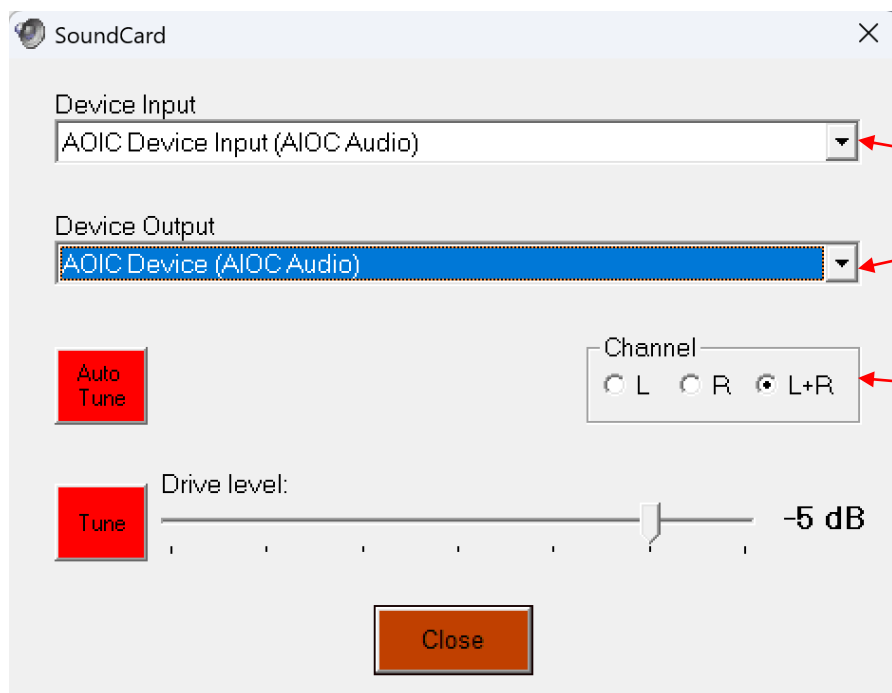 SoundCard
Device Input
AOIC Device Input (AIOC Audio)
Device Output
AOIC Device (AIOC Audio)
Auto
Tune
Channel
L R L+R
Drive level:
Tune
-5 dB
Close